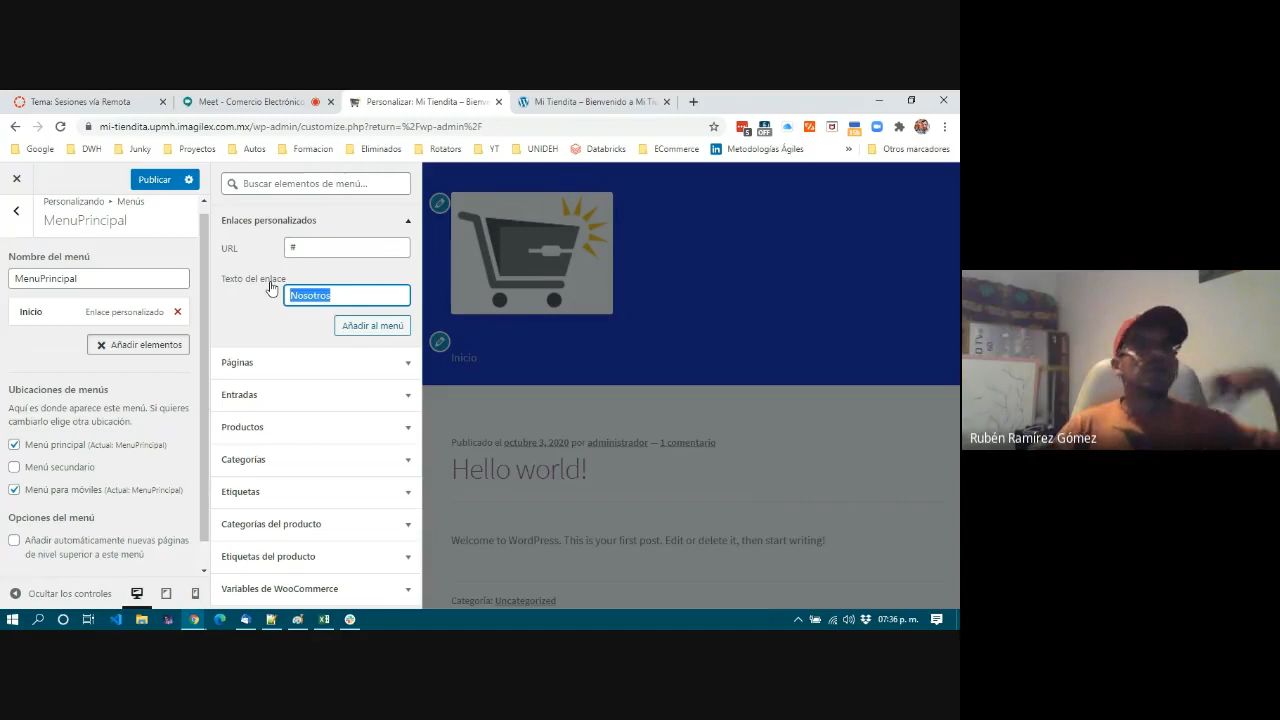 Tema: Sesiones vía Remota
Meet - Comercio Electrónico
Personalizar: Mi Tiendita – Bienve
Mi Tiendita – Bienvenido a Mi Tie
mi-tiendita.upmh.imagilex.com.mx/wp-admin/customize.php?return=%2Fwp-admin%2F
Google
DWH
Junky
Proyectos
Autos
Formacion
Eliminados
Rotators
YT
UNIDEH
Databricks
ECommerce
Metodologías Ágiles
»
Otros marcadores
Publicar
Personalizando ▸ Menús
MenuPrincipal
Nombre del menú
MenuPrincipal
Inicio
Enlace personalizado
Añadir elementos
Ubicaciones de menús
Aquí es donde aparece este menú. Si quieres
cambiarlo elige otra ubicación.
Menú principal (Actual: MenuPrincipal)
Menú secundario
Menú para móviles (Actual: MenuPrincipal)
Opciones del menú
Añadir automáticamente nuevas páginas
de nivel superior a este menú
Ocultar los controles
Buscar elementos de menú...
Enlaces personalizados
URL
#
Texto del enlace
Nosotros
Añadir al menú
Páginas
Entradas
Productos
Categorías
Etiquetas
Categorías del producto
Etiquetas del producto
Variables de WooCommerce
Inicio
Publicado el octubre 3, 2020 por administrador — 1 comentario
Hello world!
Welcome to WordPress. This is your first post. Edit or delete it, then start writing!
Categoría: Uncategorized
07:36 p. m.
Rubén Ramírez Gómez